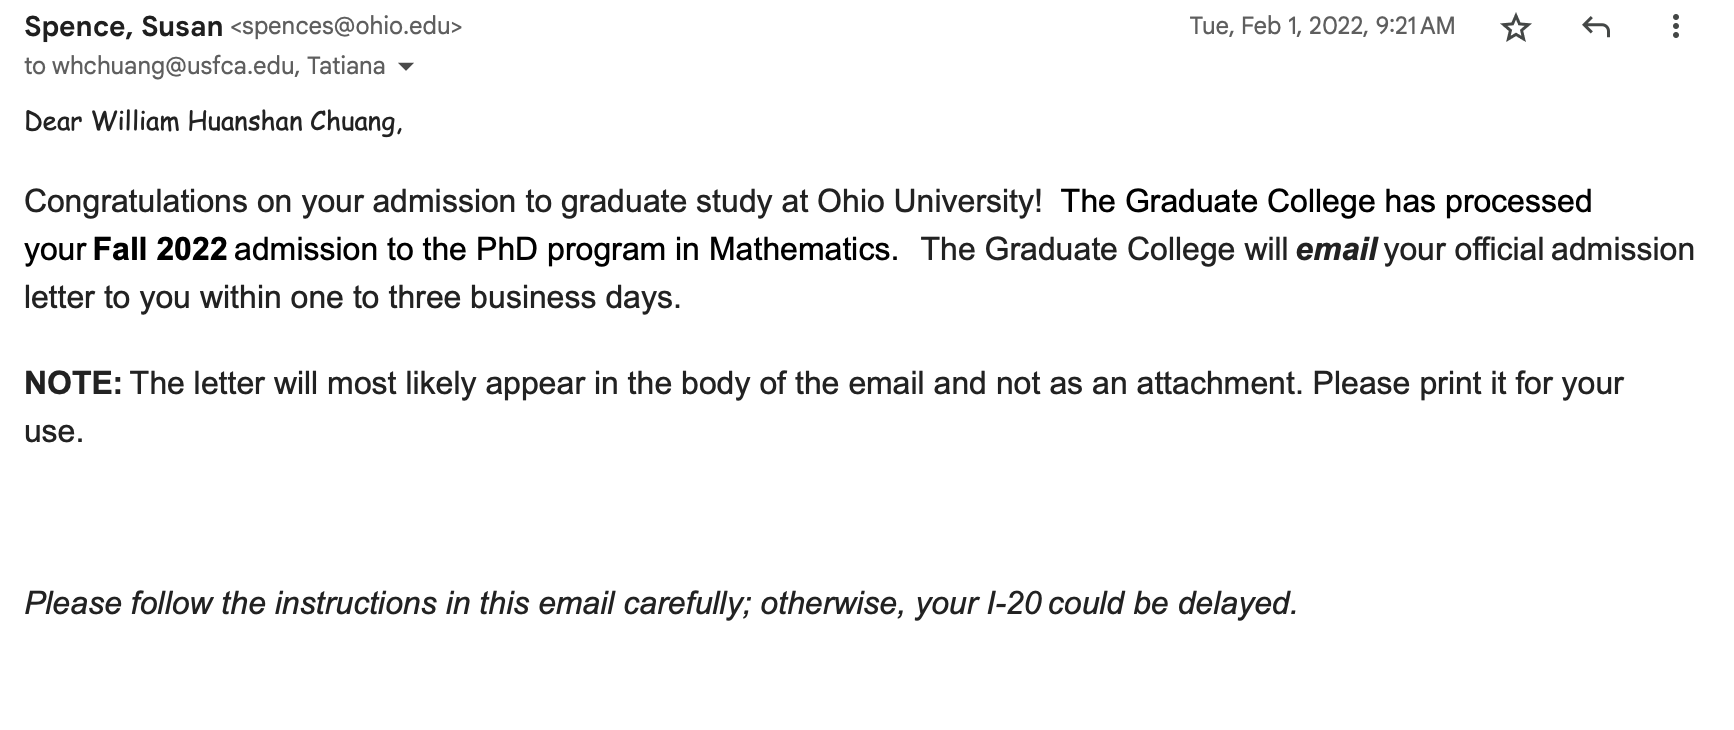 Spence, Susan <spences@ohio.edu>
Tue, Feb 1, 2022, 9:21 AM
to whchuang@usfca.edu, Tatiana
Dear William Huanshan Chuang,
Congratulations on your admission to graduate study at Ohio University!  The Graduate College has processed
your Fall 2022 admission to the PhD program in Mathematics.  The Graduate College will email your official admission
letter to you within one to three business days.
NOTE: The letter will most likely appear in the body of the email and not as an attachment. Please print it for your
use.
Please follow the instructions in this email carefully; otherwise, your I-20 could be delayed.